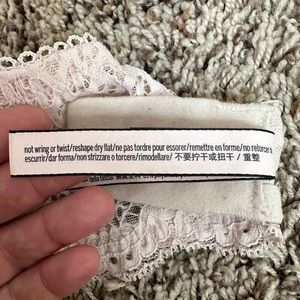 not wring or twist/reshape dry flat/ne pas tordre pour essorer/remettre en forme/no retorcer o
escurrir/dar forma/non strizzare o torcere/rimodellare/ 不要拧干或扭干 / 重整